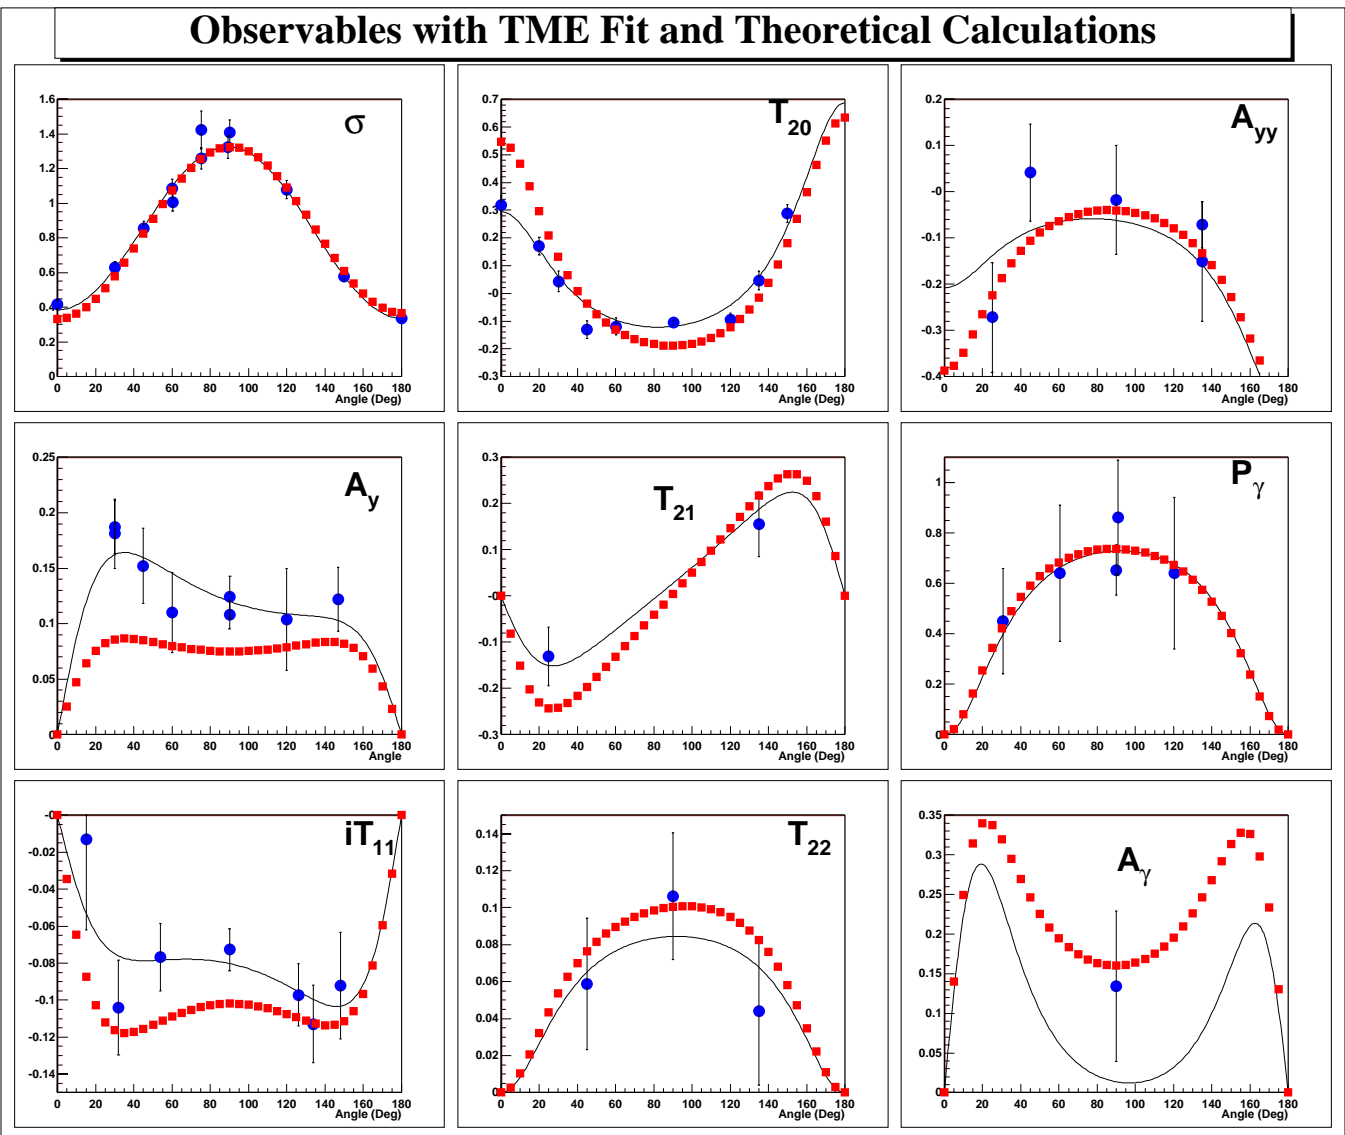 Observables with TME Fit and Theoretical Calculations
σ
1.6
1.4
1.2
1
0.8
0.6
0.4
0.2
0
0 20 40 60 80 100 120 140 160 180
Angle (Deg)
T20
0.7
0.6
0.5
0.4
0.3
0.2
0.1
-0
-0.1
-0.2
-0.3
0 20 40 60 80 100 120 140 160 180
Angle (Deg)
Ayy
0.2
0.1
-0
-0.1
-0.2
-0.3
-0.4
0 20 40 60 80 100 120 140 160 180
Angle (Deg)
Ay
0.25
0.2
0.15
0.1
0.05
0
0 20 40 60 80 100 120 140 160 180
Angle
T21
0.3
0.2
0.1
-0
-0.1
-0.2
-0.3
0 20 40 60 80 100 120 140 160 180
Angle (Deg)
Pγ
1
0.8
0.6
0.4
0.2
0
0 20 40 60 80 100 120 140 160 180
Angle (Deg)
iT11
-0
-0.02
-0.04
-0.06
-0.08
-0.1
-0.12
-0.14
0 20 40 60 80 100 120 140 160 180
Angle (Deg)
T22
0.14
0.12
0.1
0.08
0.06
0.04
0.02
0
0 20 40 60 80 100 120 140 160 180
Angle (Deg)
Aγ
0.35
0.3
0.25
0.2
0.15
0.1
0.05
0
0 20 40 60 80 100 120 140 160 180
Angle (Deg)